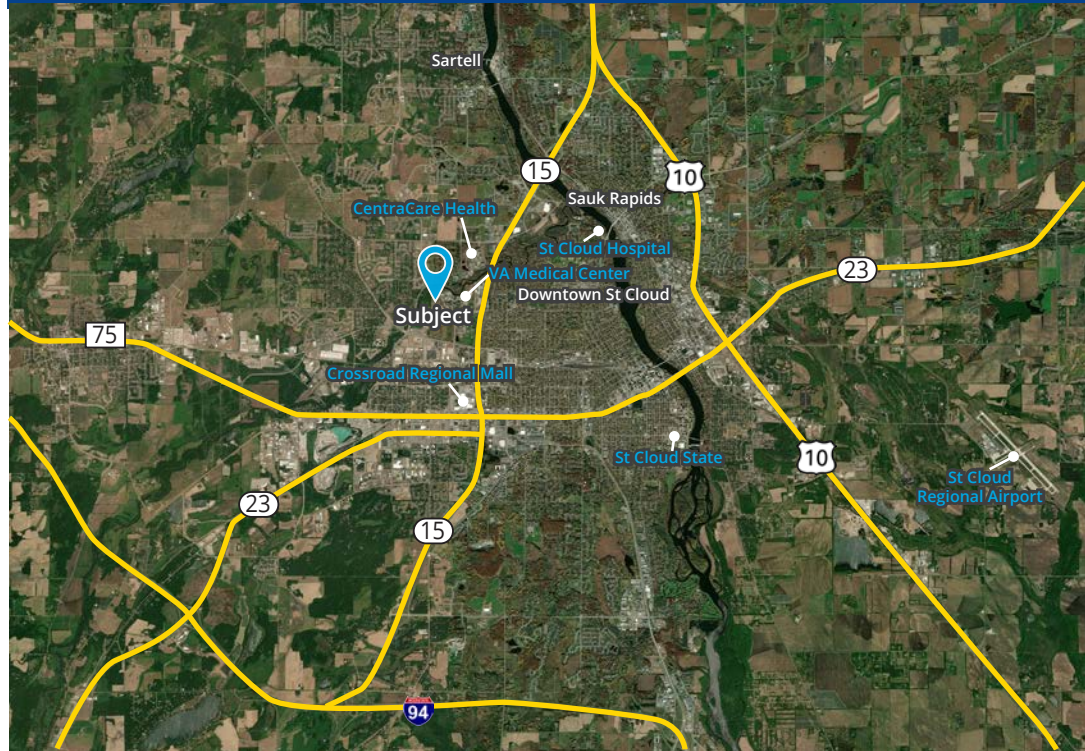 Sartell
15
10
Sauk Rapids
CentraCare Health
St Cloud Hospital
23
VA Medical Center
Downtown St Cloud
Subject
75
Crossroad Regional Mall
St Cloud State
10
St Cloud
Regional Airport
23
15
94